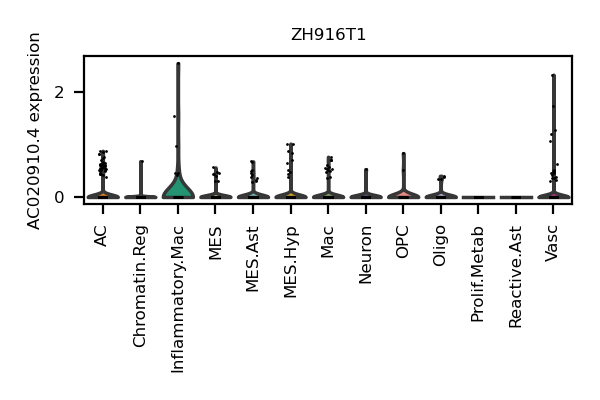 ZH916T1
AC020910.4 expression
2
0
AC
Chromatin.Reg
Inflammatory.Mac
MES
MES.Ast
MES.Hyp
Mac
Neuron
OPC
Oligo
Prolif.Metab
Reactive.Ast
Vasc